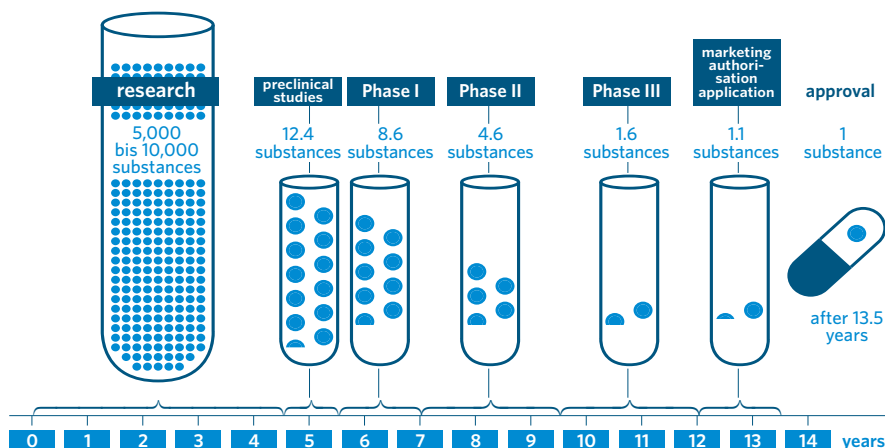 research
5,000
bis 10,000
substances
preclinical
studies
12.4
substances
Phase I
8.6
substances
Phase II
4.6
substances
Phase III
1.6
substances
marketing
authori-
sation
application
1.1
substances
approval
1
substance
after 13.5
years
0 1 2 3 4 5 6 7 8 9 10 11 12 13 14 years